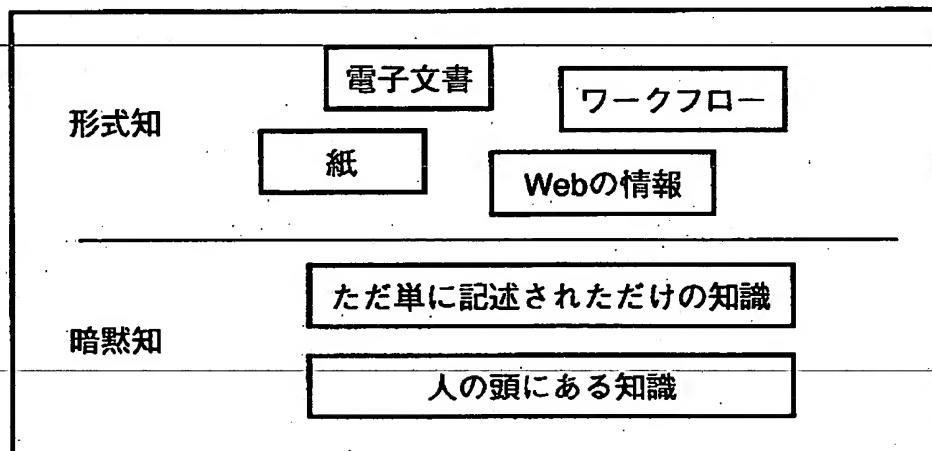 電子文書
ワークフロー
形式知
紙
Webの情報
ただ単に記述されただけの知識
暗黙知
人の頭にある知識